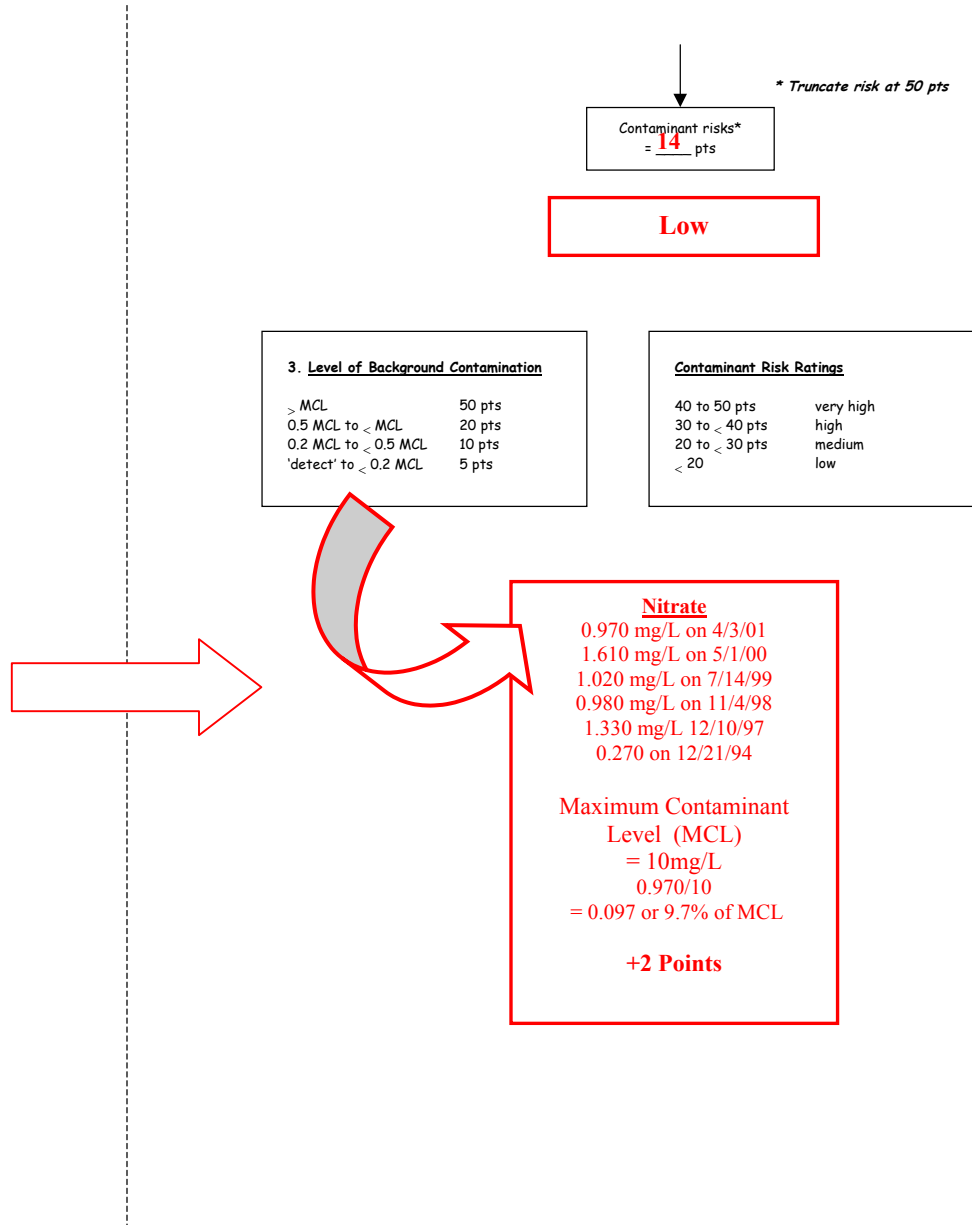 * Truncate risk at 50 pts
Contaminant risks*
= 14 pts
Low
3. Level of Background Contamination
> MCL 50 pts
0.5 MCL to < MCL 20 pts
0.2 MCL to < 0.5 MCL 10 pts
'detect' to < 0.2 MCL 5 pts
Contaminant Risk Ratings
40 to 50 pts very high
30 to < 40 pts high
20 to < 30 pts medium
< 20 low
Nitrate
0.970 mg/L on 4/3/01
1.610 mg/L on 5/1/00
1.020 mg/L on 7/14/99
0.980 mg/L on 11/4/98
1.330 mg/L 12/10/97
0.270 on 12/21/94
Maximum Contaminant
Level (MCL)
= 10mg/L
0.970/10
= 0.097 or 9.7% of MCL
+2 Points